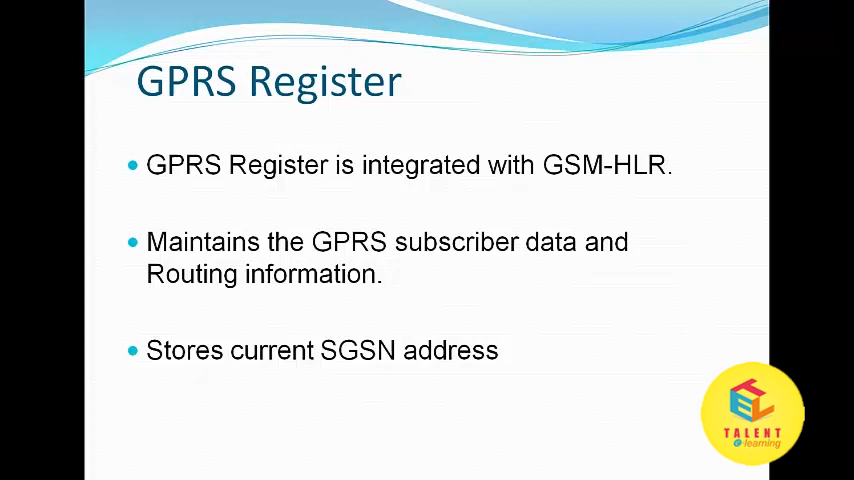 GPRS Register
GPRS Register is integrated with GSM-HLR.
Maintains the GPRS subscriber data and
Routing information.
Stores current SGSN address
TEL
TALENT
e-learning